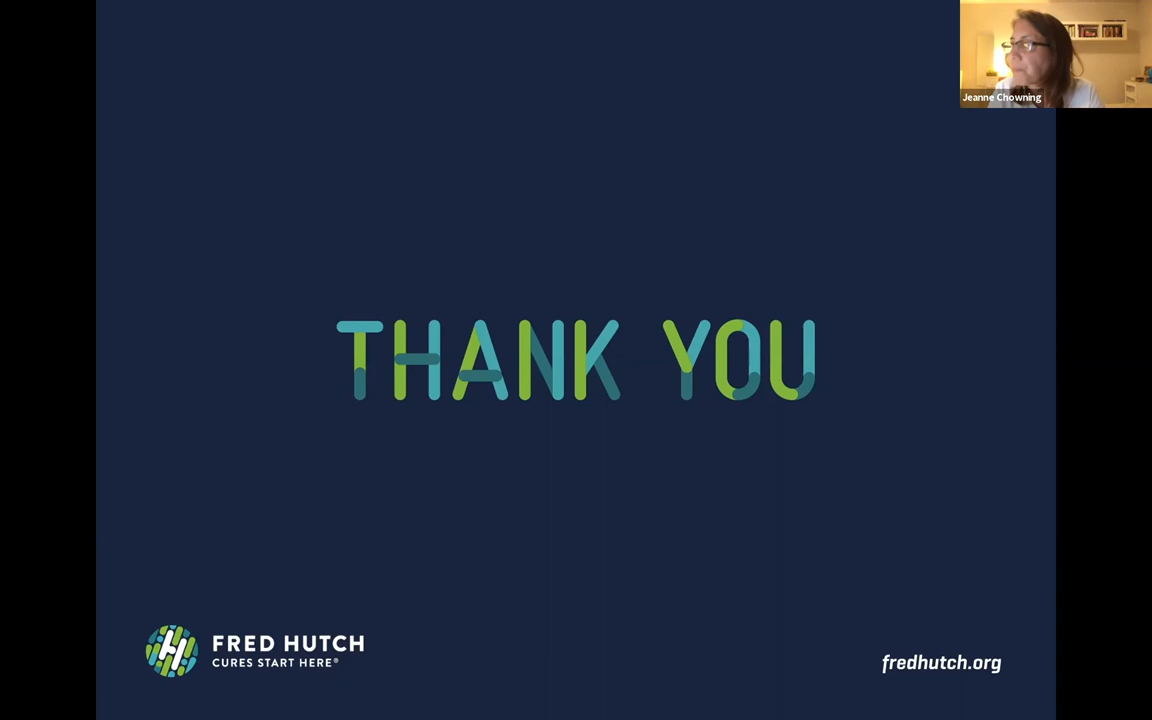 Jeanne Chowning
THANK YOU
FRED HUTCH
CURES START HERE®
fredhutch.org